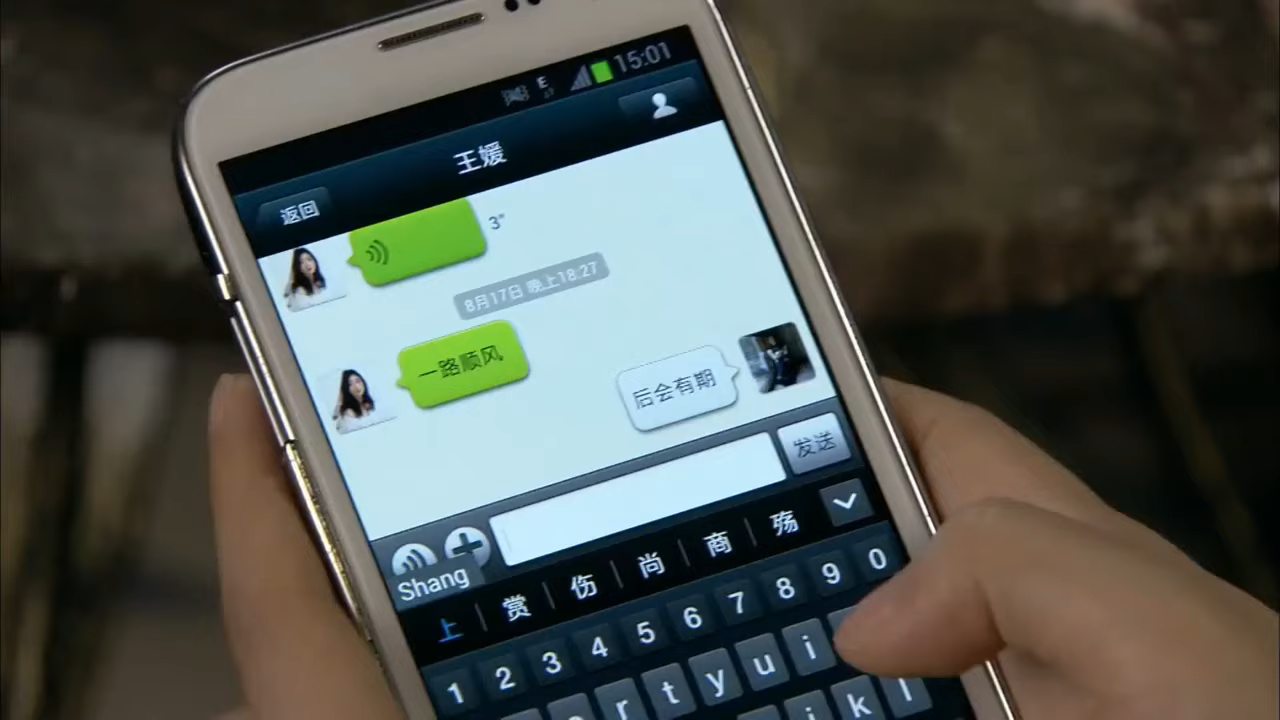 E
15:01
王媛
返回
3"
8月17日 晚上18:27
一路顺风
后会有期
发送
Shang
上 赏 伤 尚 商 殇
1 2 3 4 5 6 7 8 9 0
r t y u i
j k l